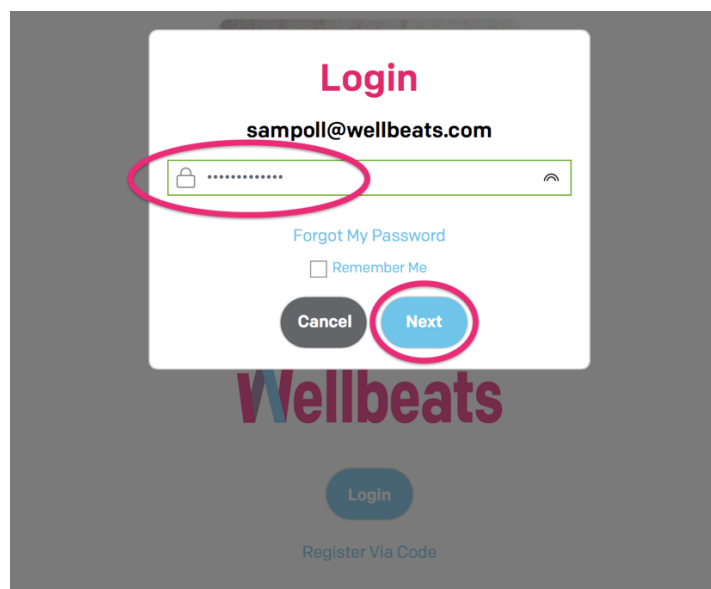 Login
sampoll@wellbeats.com
•••••••••••••
Forgot My Password
Remember Me
Cancel Next
Wellbeats
Login
Register Via Code